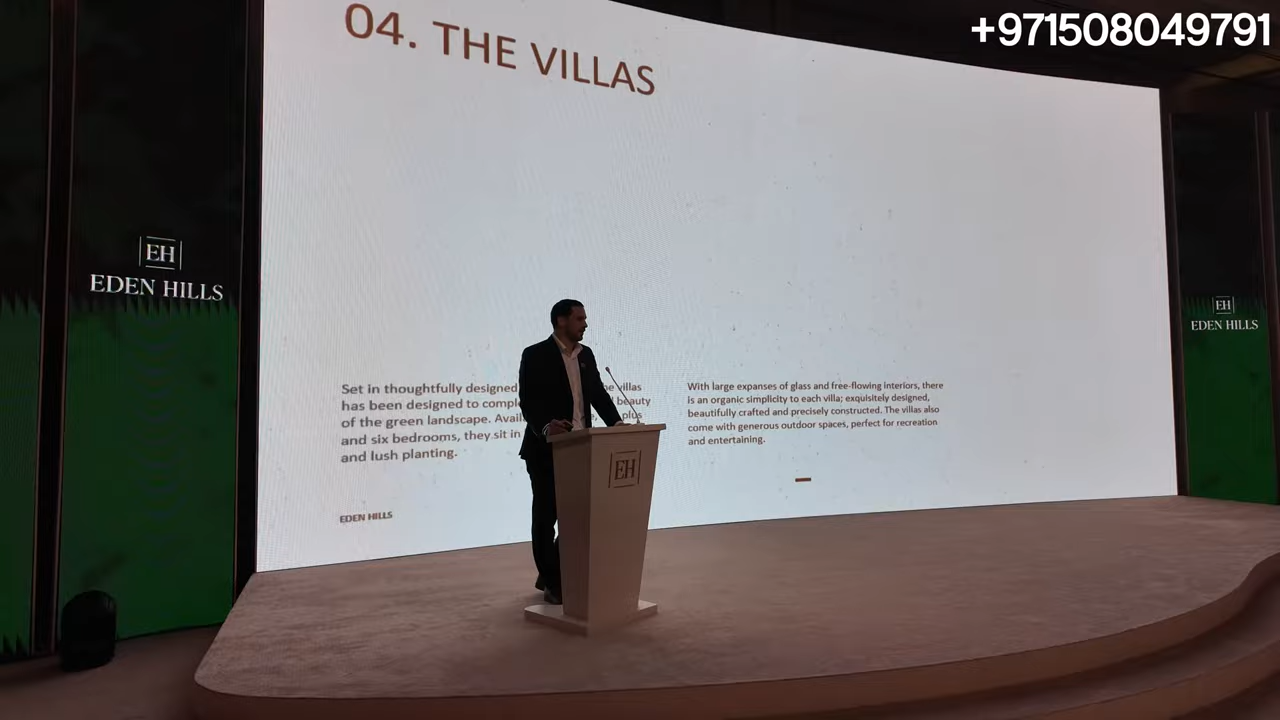 +971508049791
04. THE VILLAS
EH
EDEN HILLS
EH
EDEN HILLS
Set in thoughtfully designed villas
has been designed to beauty
of the green landscape. plus
and six bedrooms, they sit in
and lush planting.
With large expanses of glass and free-flowing interiors, there
is an organic simplicity to each villa; exquisitely designed,
beautifully crafted and precisely constructed. The villas also
come with generous outdoor spaces, perfect for recreation
and entertaining.
EH
EDEN HILLS